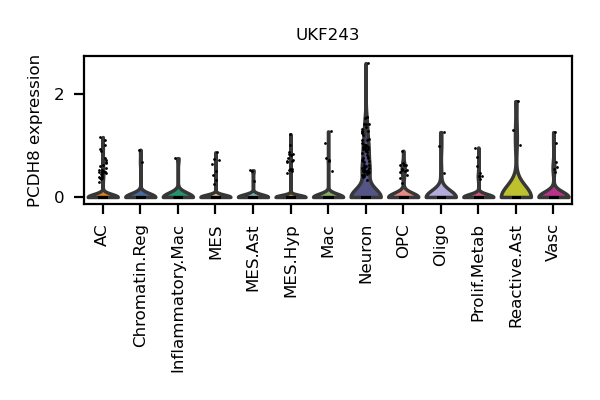 UKF243
PCDH8 expression
2
0
AC
Chromatin.Reg
Inflammatory.Mac
MES
MES.Ast
MES.Hyp
Mac
Neuron
OPC
Oligo
Prolif.Metab
Reactive.Ast
Vasc